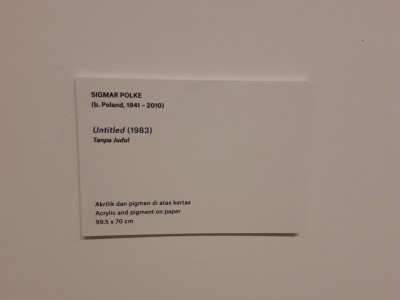 SIGMAR POLKE
(b. Poland, 1941 – 2010)
Untitled (1983)
Tanpa Judul
Akrilik dan pigmen di atas kertas
Acrylic and pigment on paper
99.5 x 70 cm